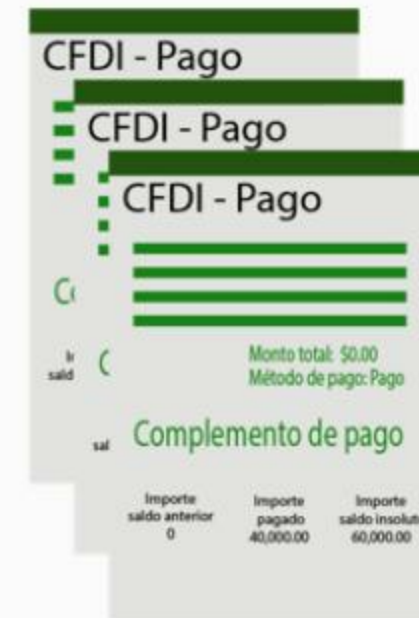 CFDI - Pago
CFDI - Pago
CFDI - Pago
Monto total: $0.00
Método de pago: Pago
Complemento de pago
Importe saldo anterior 0
Importe pagado 40,000.00
Importe saldo insolut 60,000.00